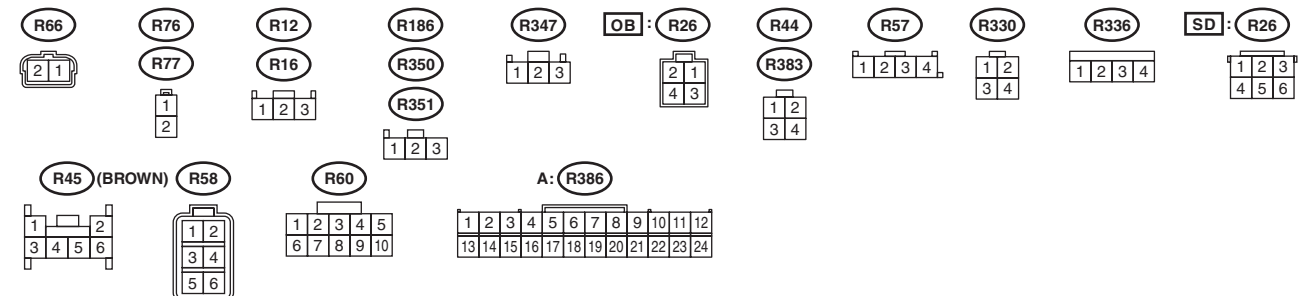 R66 R76 R12 R186 R347 OB : R26 R44 R57 R330 R336 SD : R26
R77 R16 R350 R383
2 1 1 2 3 2 1 1 2 3 4 1 2 1 2 3 4 1 2 3
1 1 2 3 R351 4 3 1 2 3 4 4 5 6
2 1 2 3 3 4
R45 (BROWN) R58 R60 A: R386
1 2 1 2 1 2 3 4 5 1 2 3 4 5 6 7 8 9 10 11 12
3 4 5 6 3 4 6 7 8 9 10 13 14 15 16 17 18 19 20 21 22 23 24
5 6